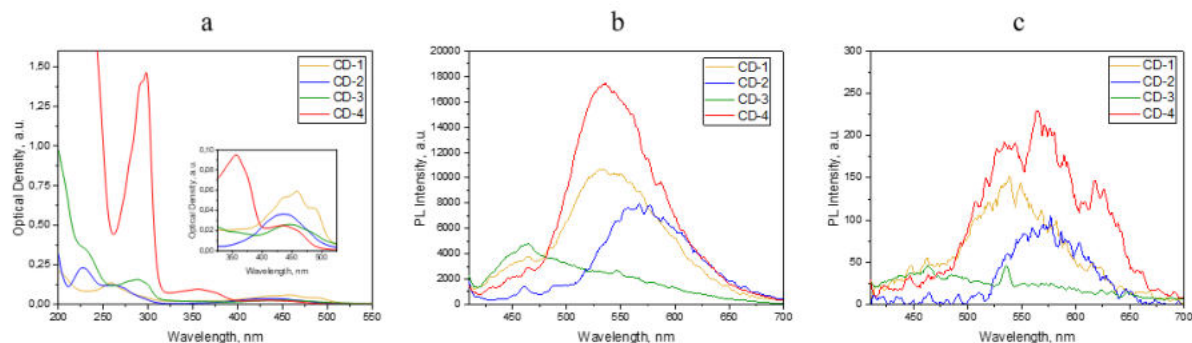 a
b
c
Optical Density, a.u.
1,50
1,25
1,00
0,75
0,50
0,25
0,00
200
250
300
350
400
450
500
550
Wavelength, nm
CD-1
CD-2
CD-3
CD-4
Optical Density, a.u.
0,10
0,08
0,06
0,04
0,02
0,00
350
400
450
500
Wavelength, nm
PL Intensity, a.u.
20000
18000
16000
14000
12000
10000
8000
6000
4000
2000
0
450
500
550
600
650
700
Wavelength, nm
CD-1
CD-2
CD-3
CD-4
PL Intensity, a.u.
300
250
200
150
100
50
0
450
500
550
600
650
700
Wavelength, nm
CD-1
CD-2
CD-3
CD-4